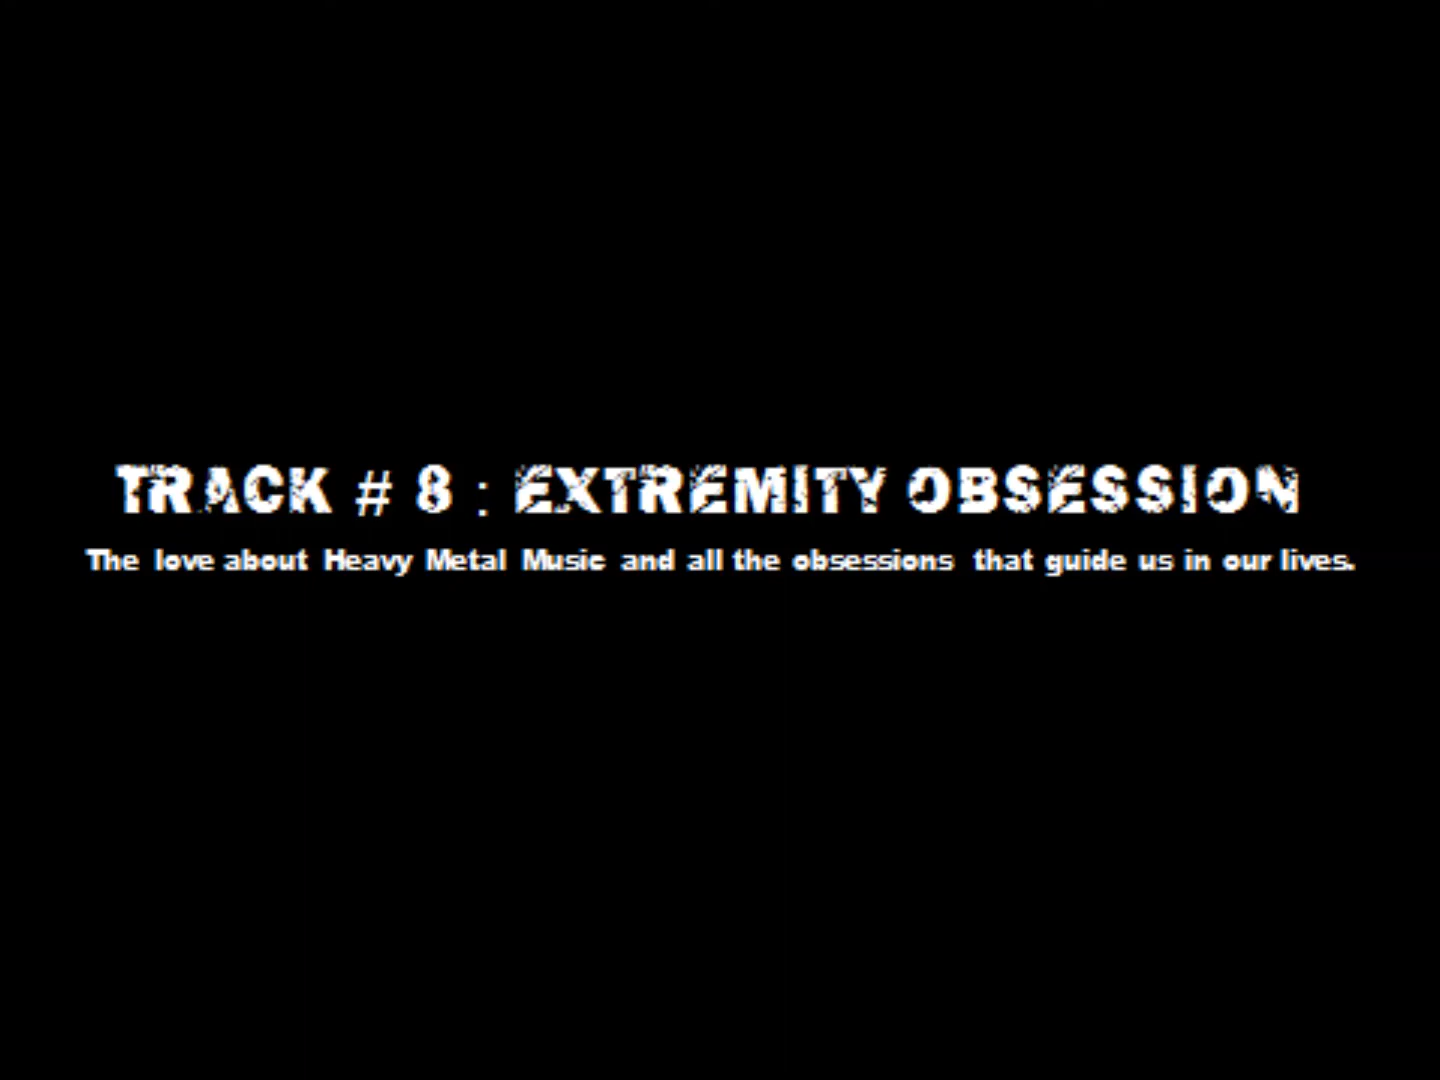 TRACK # 8 : EXTREMITY OBSESSION
The love about Heavy Metal Music and all the obsessions that guide us in our lives.